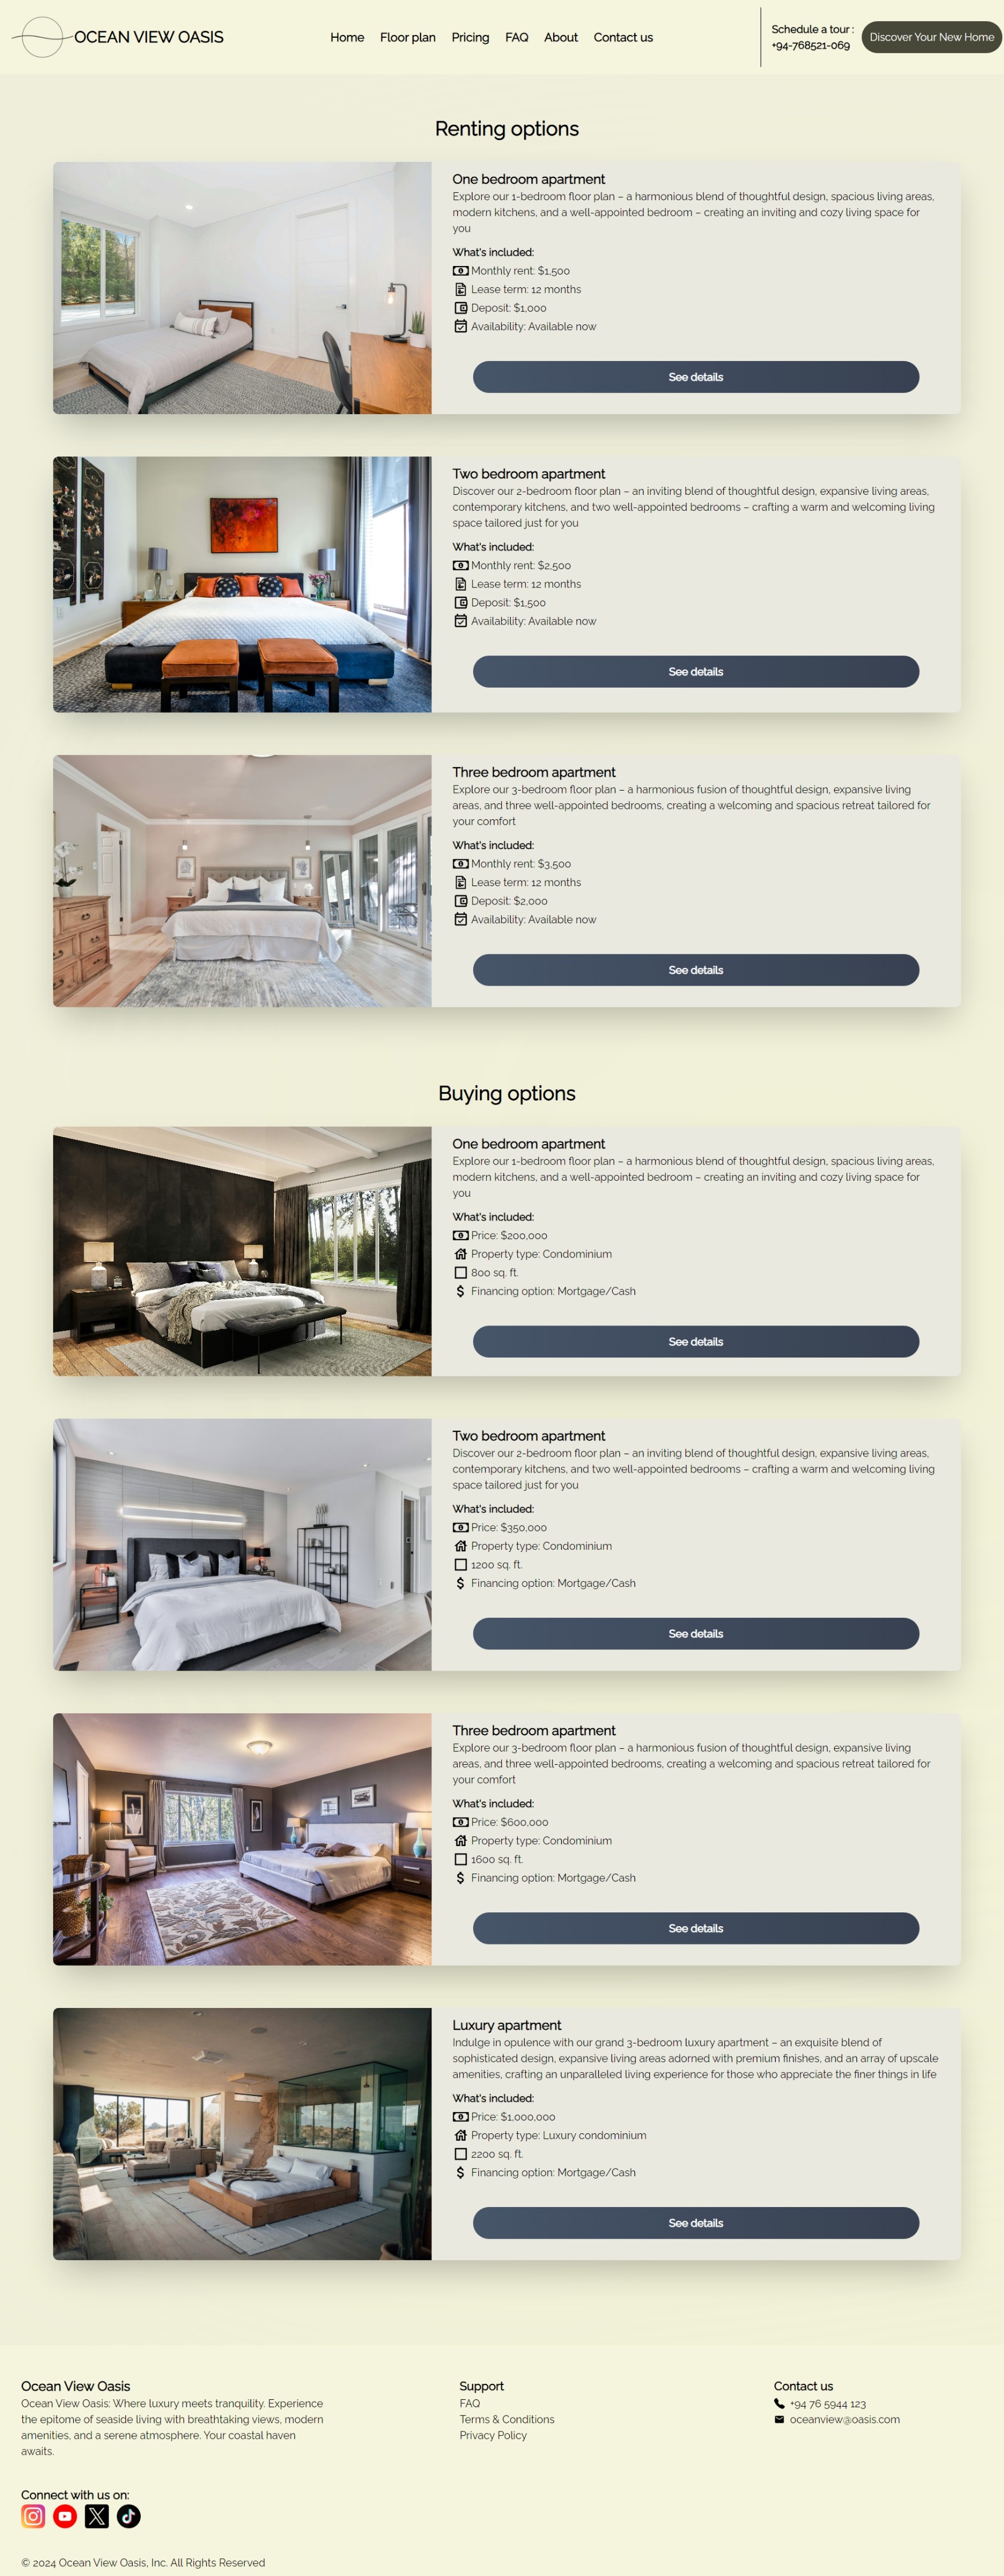 OCEAN VIEW OASIS
Home Floor plan Pricing FAQ About Contact us
Schedule a tour :
+94-768521-069
Discover Your New Home
Renting options
One bedroom apartment
Explore our 1-bedroom floor plan – a harmonious blend of thoughtful design, spacious living areas,
modern kitchens, and a well-appointed bedroom – creating an inviting and cozy living space for
you
What's included:
Monthly rent: $1,500
Lease term: 12 months
Deposit: $1,000
Availability: Available now
See details
Two bedroom apartment
Discover our 2-bedroom floor plan – an inviting blend of thoughtful design, expansive living areas,
contemporary kitchens, and two well-appointed bedrooms – crafting a warm and welcoming living
space tailored just for you
What's included:
Monthly rent: $2,500
Lease term: 12 months
Deposit: $1,500
Availability: Available now
See details
Three bedroom apartment
Explore our 3-bedroom floor plan – a harmonious fusion of thoughtful design, expansive living
areas, and three well-appointed bedrooms, creating a welcoming and spacious retreat tailored for
your comfort
What's included:
Monthly rent: $3,500
Lease term: 12 months
Deposit: $2,000
Availability: Available now
See details
Buying options
One bedroom apartment
Explore our 1-bedroom floor plan – a harmonious blend of thoughtful design, spacious living areas,
modern kitchens, and a well-appointed bedroom – creating an inviting and cozy living space for
you
What's included:
Price: $200,000
Property type: Condominium
800 sq. ft.
Financing option: Mortgage/Cash
See details
Two bedroom apartment
Discover our 2-bedroom floor plan – an inviting blend of thoughtful design, expansive living areas,
contemporary kitchens, and two well-appointed bedrooms – crafting a warm and welcoming living
space tailored just for you
What's included:
Price: $350,000
Property type: Condominium
1200 sq. ft.
Financing option: Mortgage/Cash
See details
Three bedroom apartment
Explore our 3-bedroom floor plan – a harmonious fusion of thoughtful design, expansive living
areas, and three well-appointed bedrooms, creating a welcoming and spacious retreat tailored for
your comfort
What's included:
Price: $600,000
Property type: Condominium
1600 sq. ft.
Financing option: Mortgage/Cash
See details
Luxury apartment
Indulge in opulence with our grand 3-bedroom luxury apartment – an exquisite blend of
sophisticated design, expansive living areas adorned with premium finishes, and an array of upscale
amenities, crafting an unparalleled living experience for those who appreciate the finer things in life
What's included:
Price: $1,000,000
Property type: Luxury condominium
2200 sq. ft.
Financing option: Mortgage/Cash
See details
Ocean View Oasis
Ocean View Oasis: Where luxury meets tranquility. Experience
the epitome of seaside living with breathtaking views, modern
amenities, and a serene atmosphere. Your coastal haven
awaits.
Support
FAQ
Terms & Conditions
Privacy Policy
Contact us
+94 76 5944 123
oceanview@oasis.com
Connect with us on:
© 2024 Ocean View Oasis, Inc. All Rights Reserved